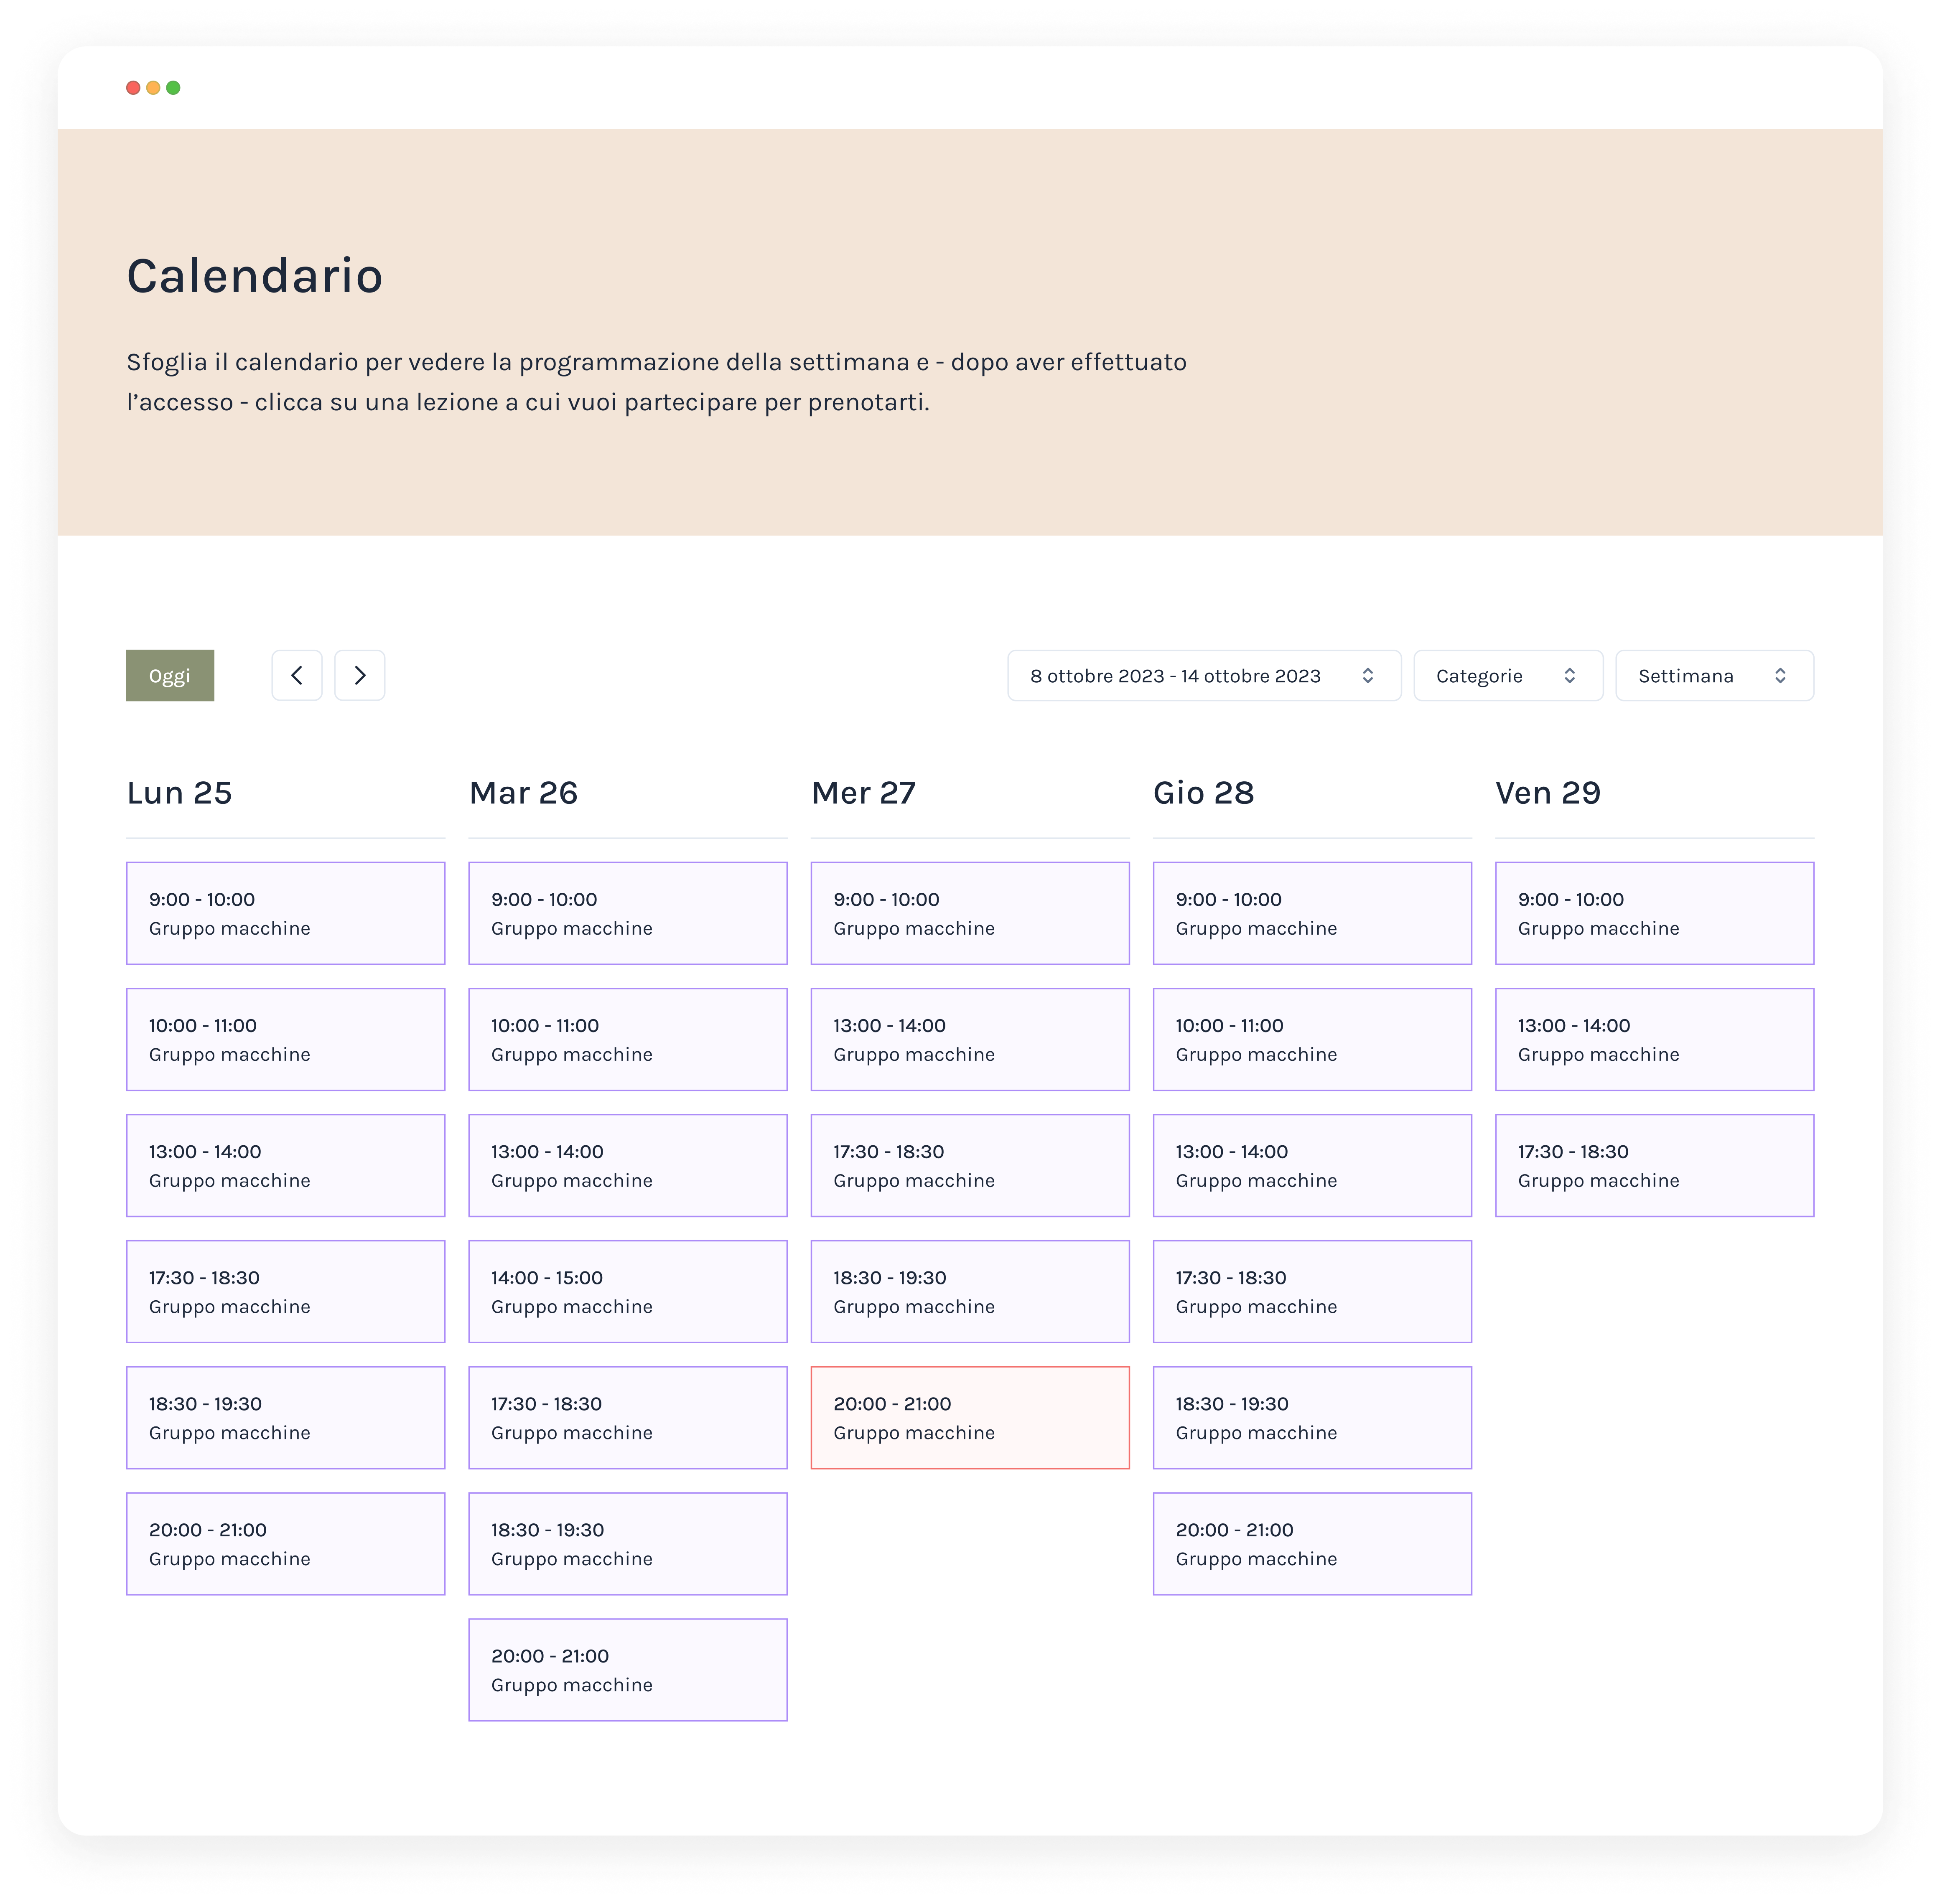 Calendario
Sfoglia il calendario per vedere la programmazione della settimana e - dopo aver effettuato
l’accesso - clicca su una lezione a cui vuoi partecipare per prenotarti.
Oggi
8 ottobre 2023 - 14 ottobre 2023
Categorie
Settimana
Lun 25
9:00 - 10:00
Gruppo macchine
10:00 - 11:00
Gruppo macchine
13:00 - 14:00
Gruppo macchine
17:30 - 18:30
Gruppo macchine
18:30 - 19:30
Gruppo macchine
20:00 - 21:00
Gruppo macchine
Mar 26
9:00 - 10:00
Gruppo macchine
10:00 - 11:00
Gruppo macchine
13:00 - 14:00
Gruppo macchine
14:00 - 15:00
Gruppo macchine
17:30 - 18:30
Gruppo macchine
18:30 - 19:30
Gruppo macchine
20:00 - 21:00
Gruppo macchine
Mer 27
9:00 - 10:00
Gruppo macchine
13:00 - 14:00
Gruppo macchine
17:30 - 18:30
Gruppo macchine
18:30 - 19:30
Gruppo macchine
20:00 - 21:00
Gruppo macchine
Gio 28
9:00 - 10:00
Gruppo macchine
10:00 - 11:00
Gruppo macchine
13:00 - 14:00
Gruppo macchine
17:30 - 18:30
Gruppo macchine
18:30 - 19:30
Gruppo macchine
20:00 - 21:00
Gruppo macchine
Ven 29
9:00 - 10:00
Gruppo macchine
13:00 - 14:00
Gruppo macchine
17:30 - 18:30
Gruppo macchine